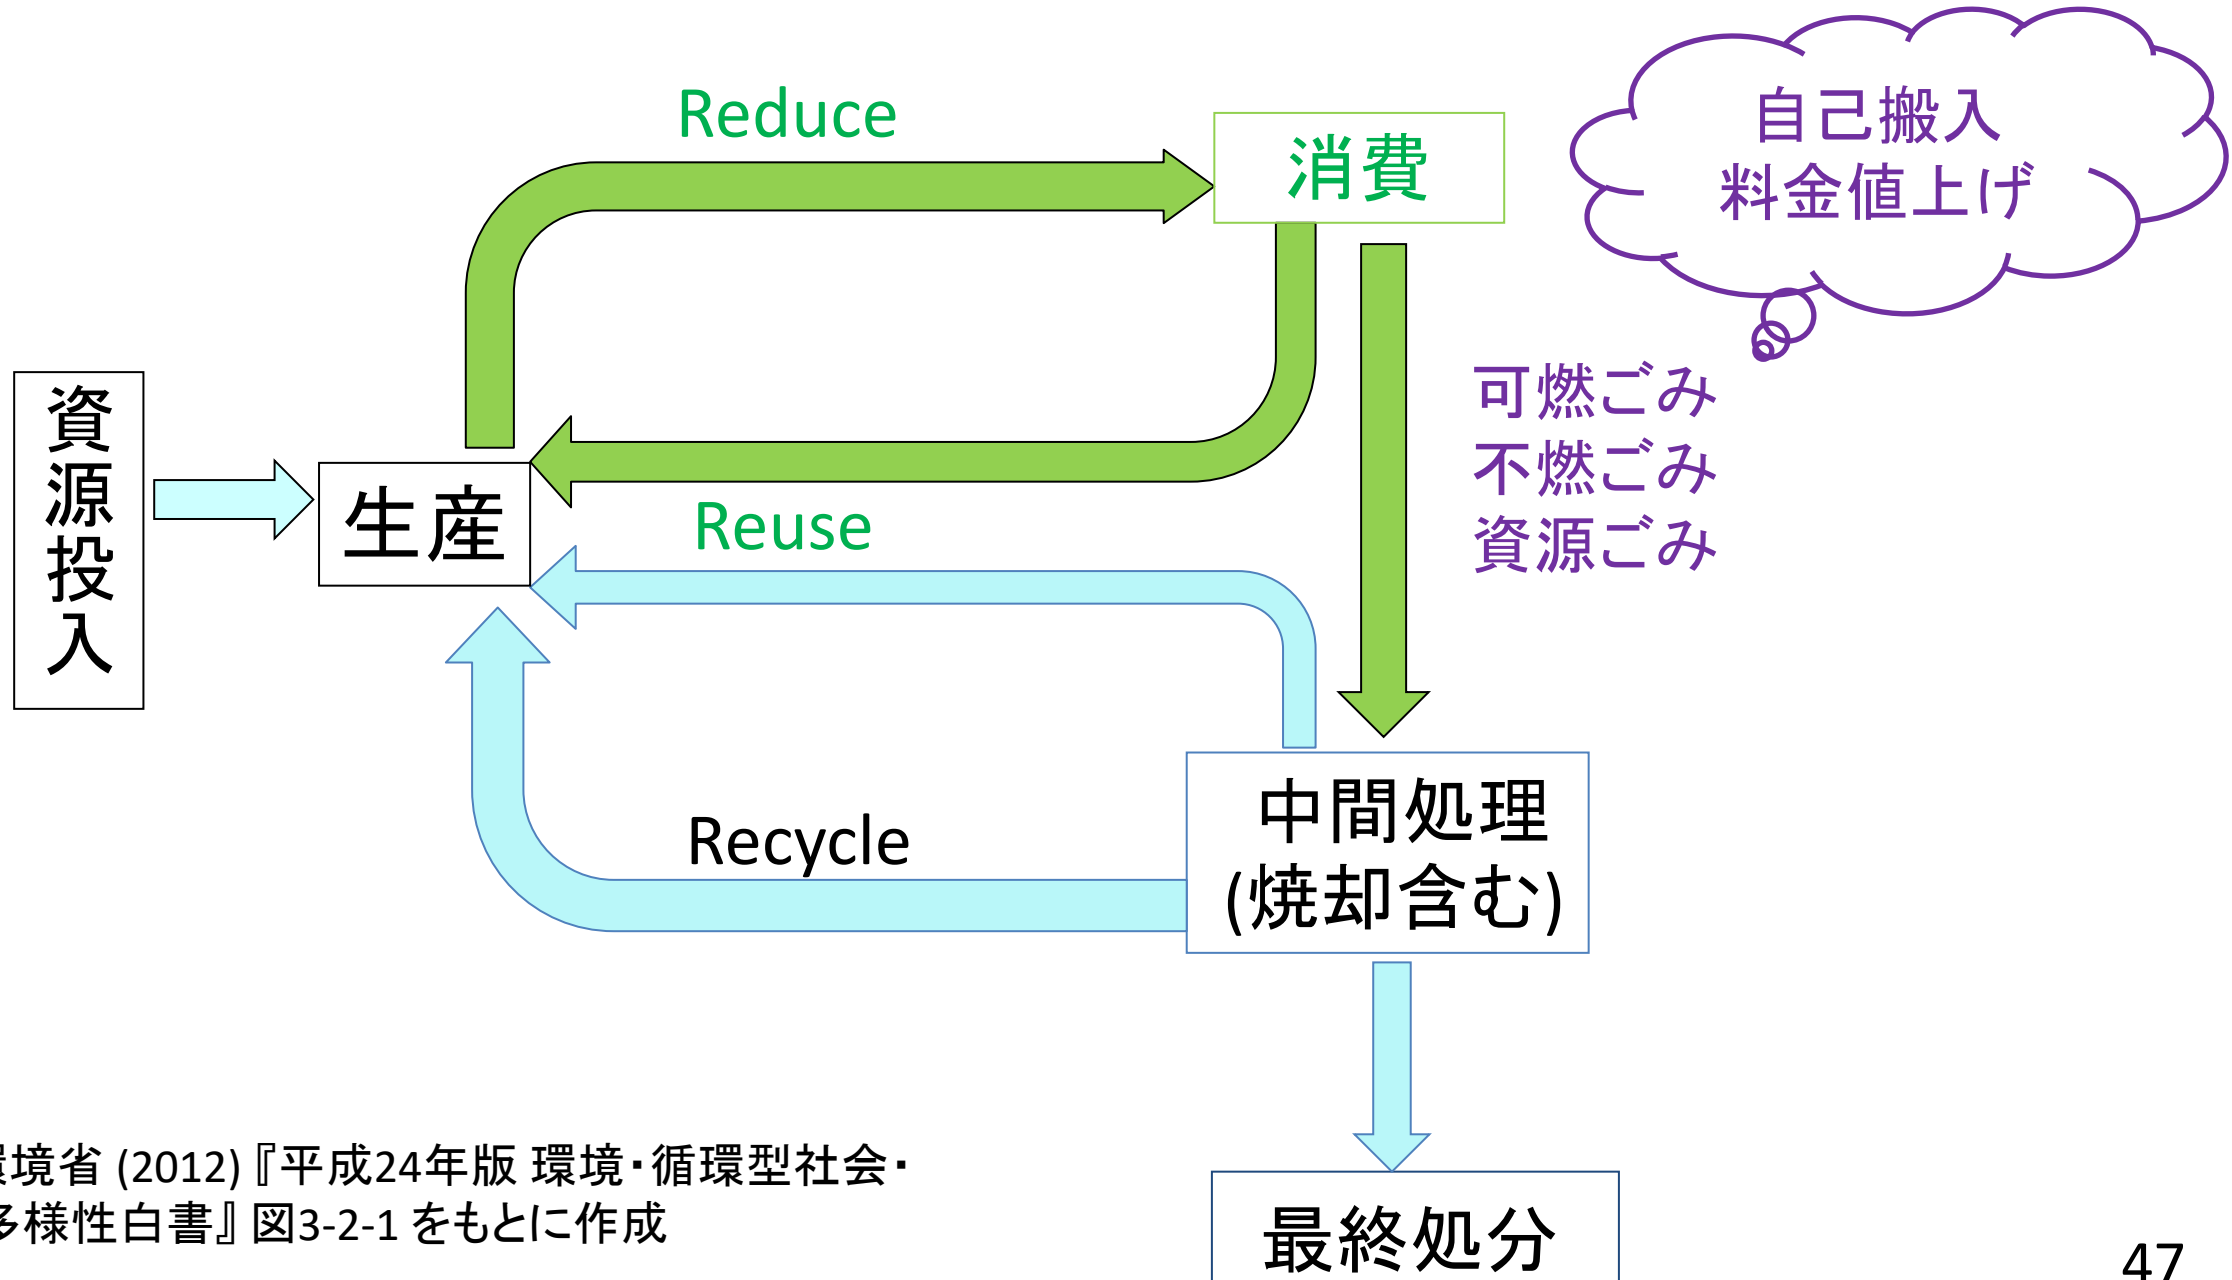 Reduce
消費
自己搬入
料金値上げ
資源投入
生産
Reuse
可燃ごみ
不燃ごみ
資源ごみ
Recycle
中間処理
(焼却含む)
境省 (2012)『平成24年版 環境・循環型社会・
多様性白書』図3-2-1 をもとに作成
最終処分
47